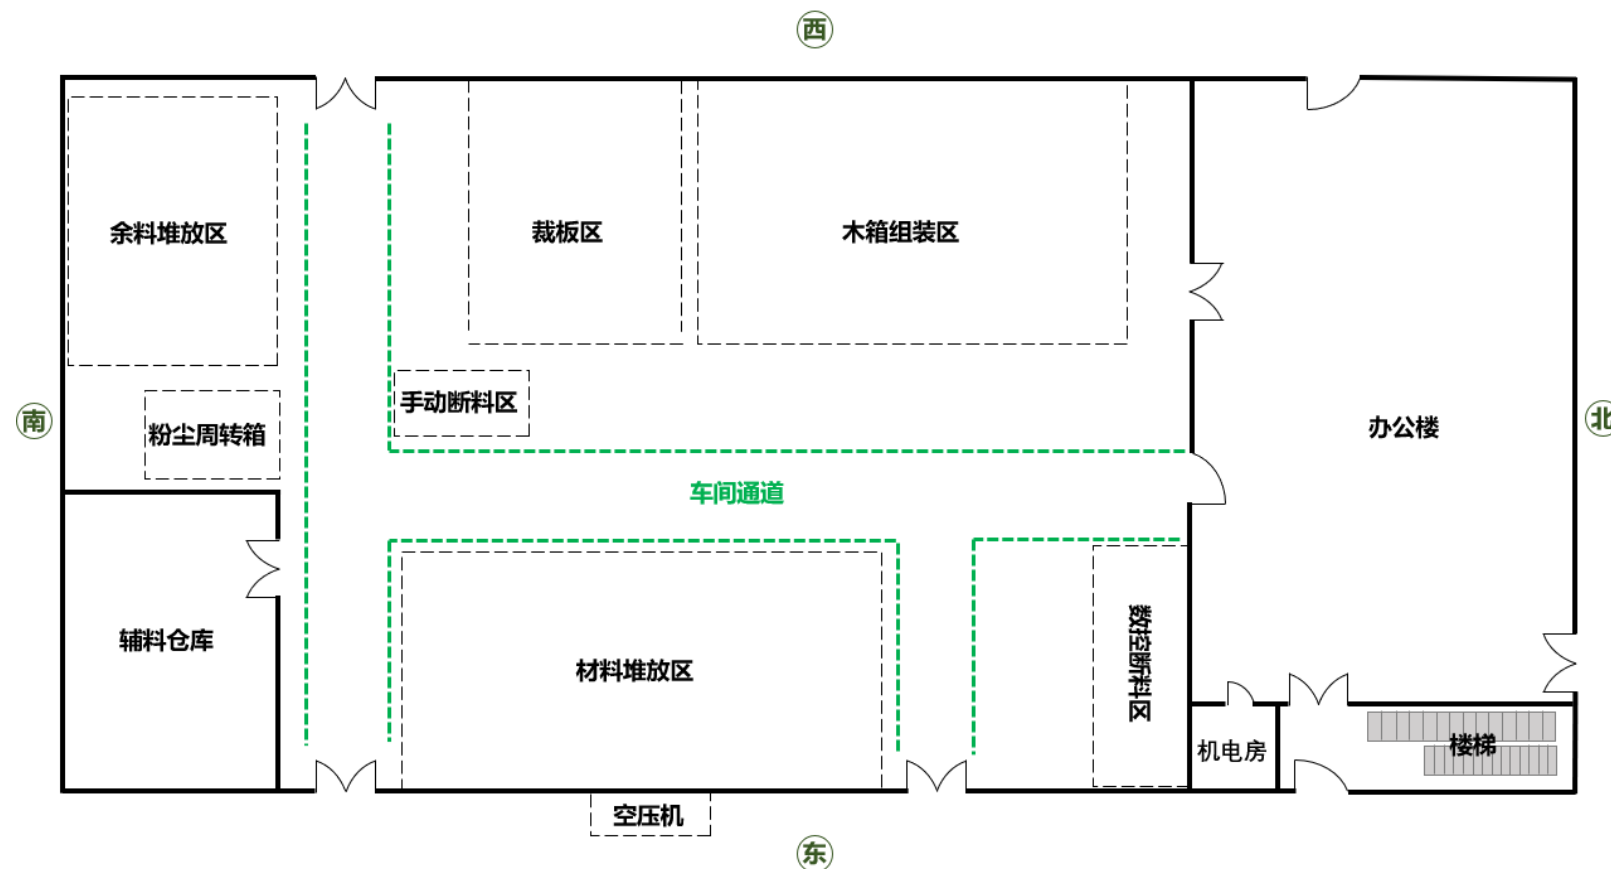 西
余料堆放区
裁板区
木箱组装区
手动断料区
南
粉尘周转箱
办公楼
北
车间通道
辅料仓库
材料堆放区
数控断料区
机电房
楼梯
空压机
东